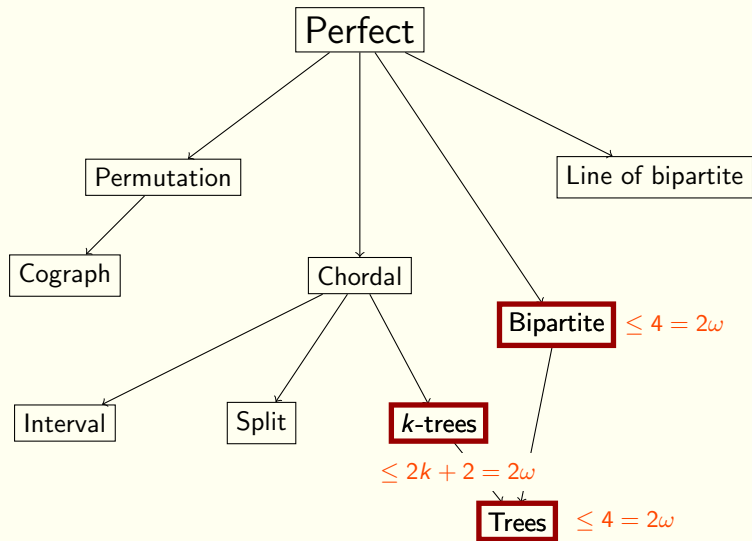 Perfect
Permutation
Line of bipartite
Cograph
Chordal
Bipartite ≤ 4 = 2ω
Interval
Split
k-trees
≤ 2k + 2 = 2ω
Trees ≤ 4 = 2ω